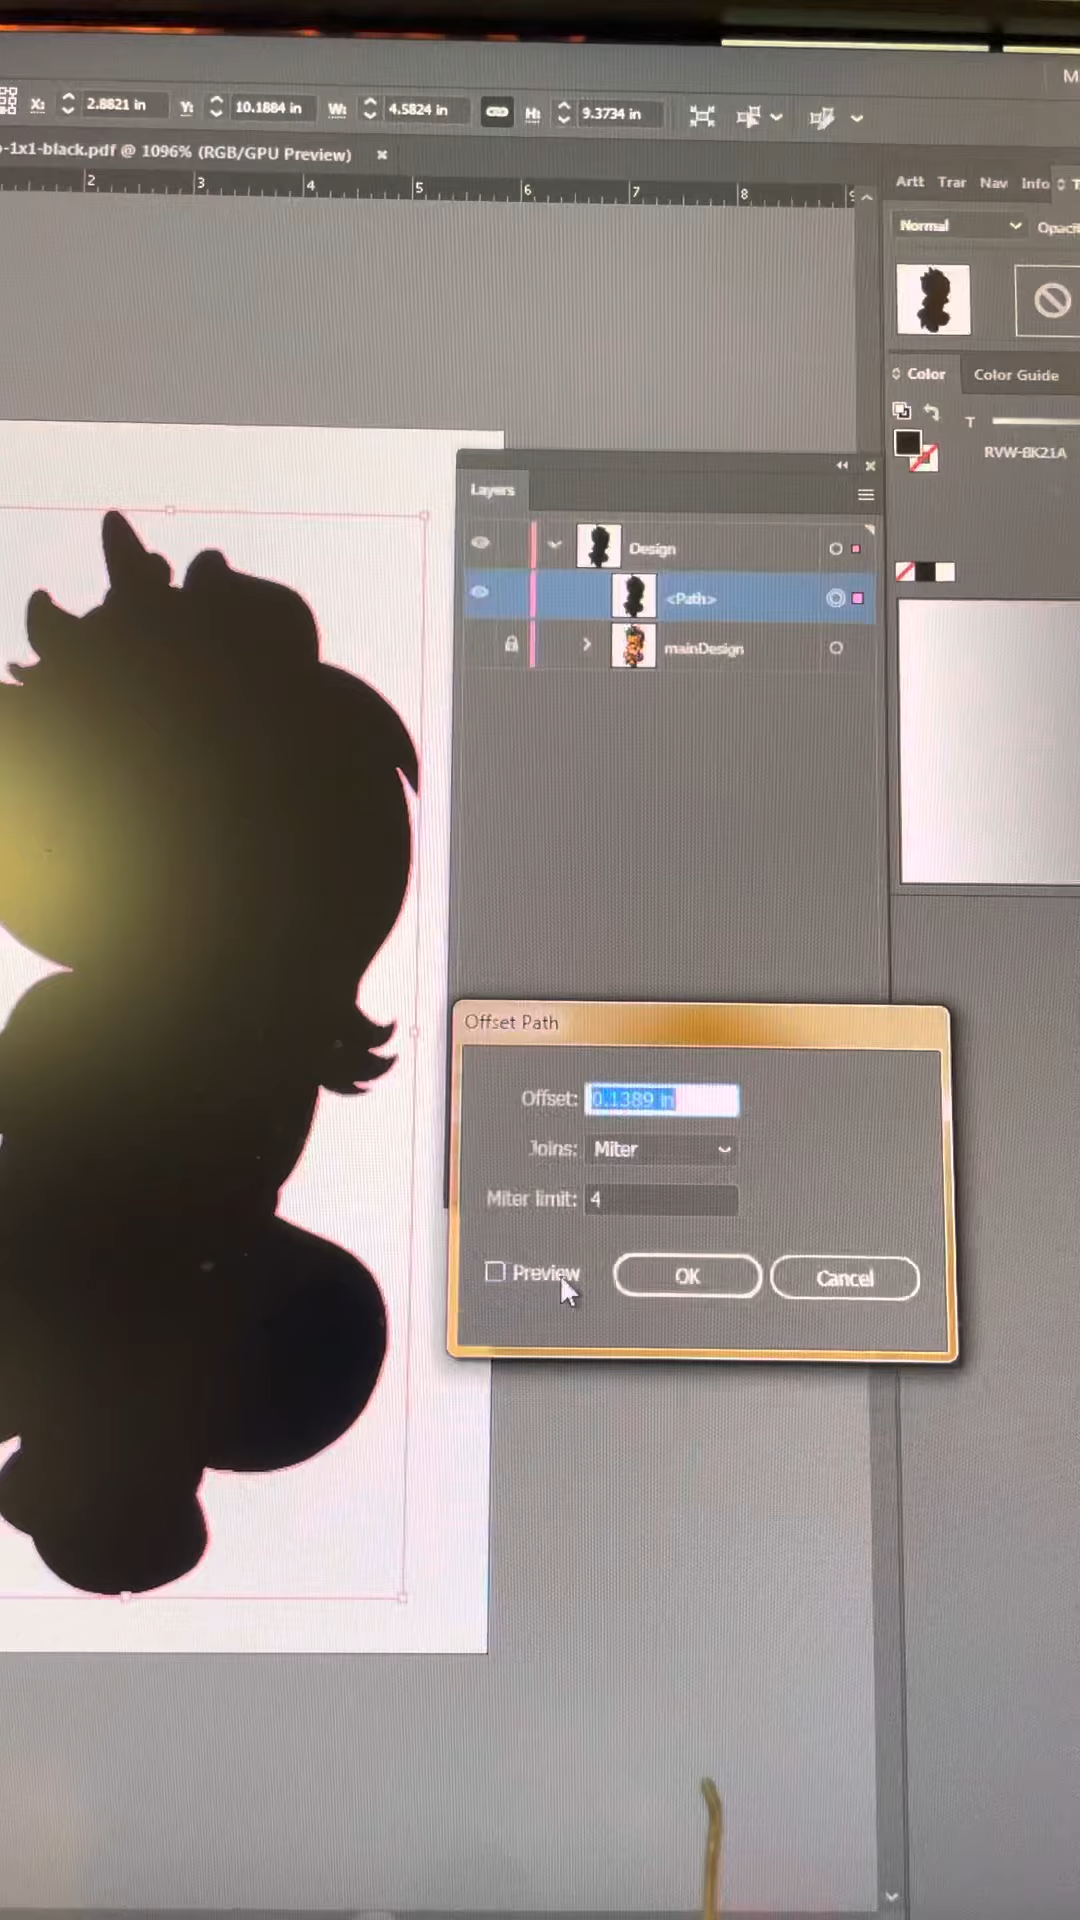 M
X: 2.8821 in Y: 10.1884 in W: 4.5824 in H: 9.3734 in
-1x1-black.pdf @ 1096% (RGB/GPU Preview) ×
2 3 4 5 6 7 8 9
Artt Trar Nav Info T
Normal Opaci
Color Color Guide
T
RVW-BK21A
Layers
Design
<Path>
mainDesign
Offset Path
Offset: 0.1389 in
Joins: Miter
Miter limit: 4
Preview OK Cancel